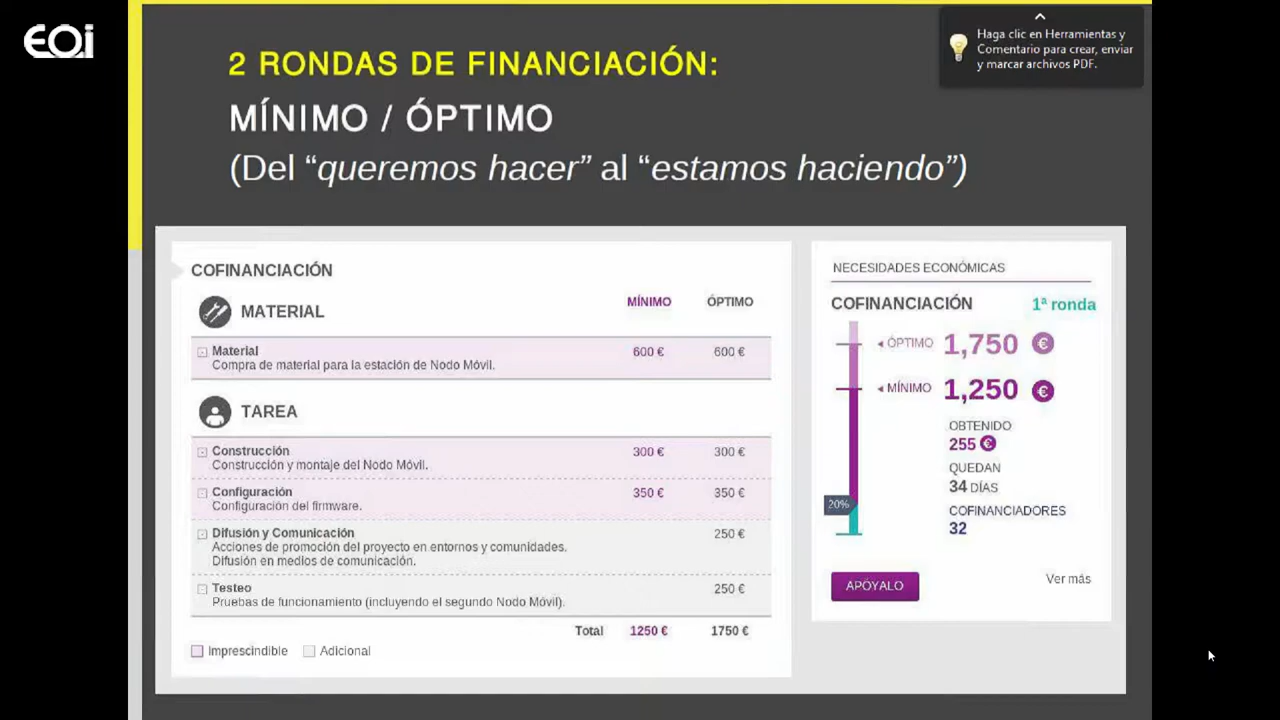 EOi
Haga clic en Herramientas y
Comentario para crear, enviar
y marcar archivos PDF.
2 RONDAS DE FINANCIACIÓN:
MÍNIMO / ÓPTIMO
(Del “queremos hacer” al “estamos haciendo”)
COFINANCIACIÓN
MATERIAL MÍNIMO ÓPTIMO
Material 600 € 600 €
Compra de material para la estación de Nodo Móvil.
TAREA
Construcción 300 € 300 €
Construcción y montaje del Nodo Móvil.
Configuración 350 € 350 €
Configuración del firmware.
Difusión y Comunicación 250 €
Acciones de promoción del proyecto en entornos y comunidades.
Difusión en medios de comunicación.
Testeo 250 €
Pruebas de funcionamiento (incluyendo el segundo Nodo Móvil).
Total 1250 € 1750 €
Imprescindible Adicional
NECESIDADES ECONÓMICAS
COFINANCIACIÓN 1ª ronda
ÓPTIMO 1,750 €
MÍNIMO 1,250 €
OBTENIDO
255 €
QUEDAN
34 DÍAS
20%
COFINANCIADORES
32
APÓYALO Ver más